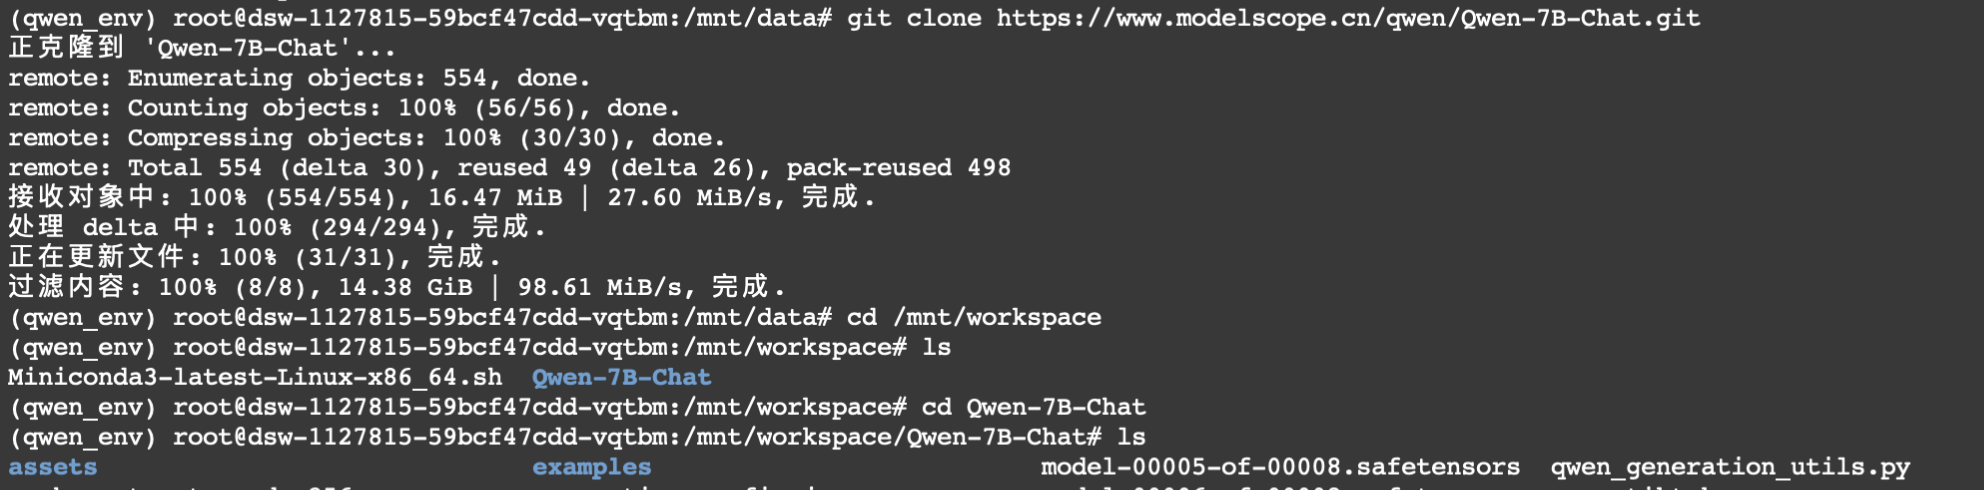 (qwen_env) root@dsw-1127815-59bcf47cdd-vqtbm:/mnt/data# git clone https://www.modelscope.cn/qwen/Qwen-7B-Chat.git
正克隆到 'Qwen-7B-Chat'...
remote: Enumerating objects: 554, done.
remote: Counting objects: 100% (56/56), done.
remote: Compressing objects: 100% (30/30), done.
remote: Total 554 (delta 30), reused 49 (delta 26), pack-reused 498
接收对象中: 100% (554/554), 16.47 MiB | 27.60 MiB/s, 完成.
处理 delta 中: 100% (294/294), 完成.
正在更新文件: 100% (31/31), 完成.
过滤内容: 100% (8/8), 14.38 GiB | 98.61 MiB/s, 完成.
(qwen_env) root@dsw-1127815-59bcf47cdd-vqtbm:/mnt/data# cd /mnt/workspace
(qwen_env) root@dsw-1127815-59bcf47cdd-vqtbm:/mnt/workspace# ls
Miniconda3-latest-Linux-x86_64.sh  Qwen-7B-Chat
(qwen_env) root@dsw-1127815-59bcf47cdd-vqtbm:/mnt/workspace# cd Qwen-7B-Chat
(qwen_env) root@dsw-1127815-59bcf47cdd-vqtbm:/mnt/workspace/Qwen-7B-Chat# ls
assets  examples  model-00005-of-00008.safetensors  qwen_generation_utils.py